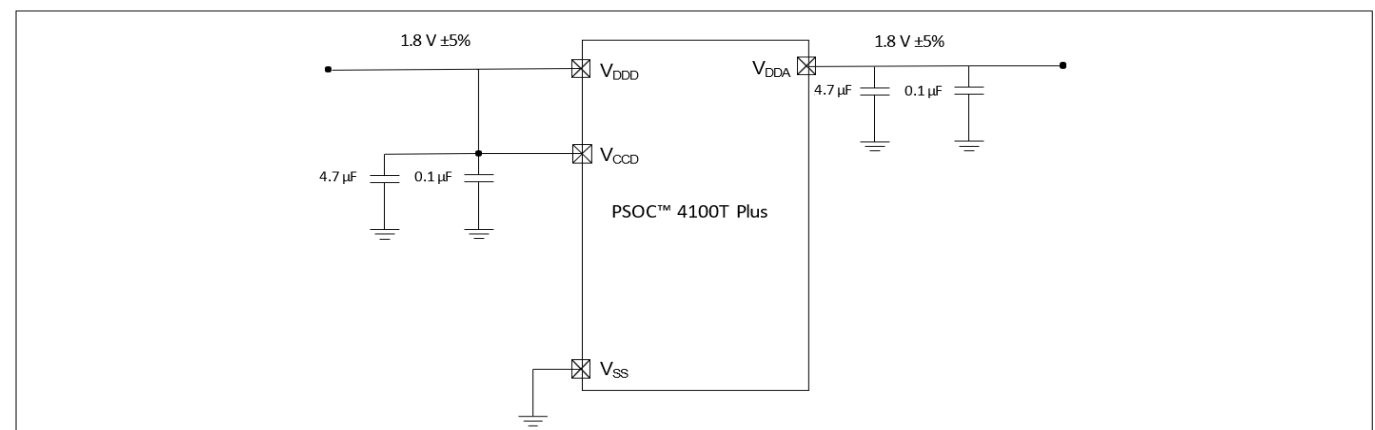 1.8 V ±5%
1.8 V ±5%
VDDD
VDDA
4.7 µF
0.1 µF
VCCD
4.7 µF
0.1 µF
PSOC™ 4100T Plus
VSS